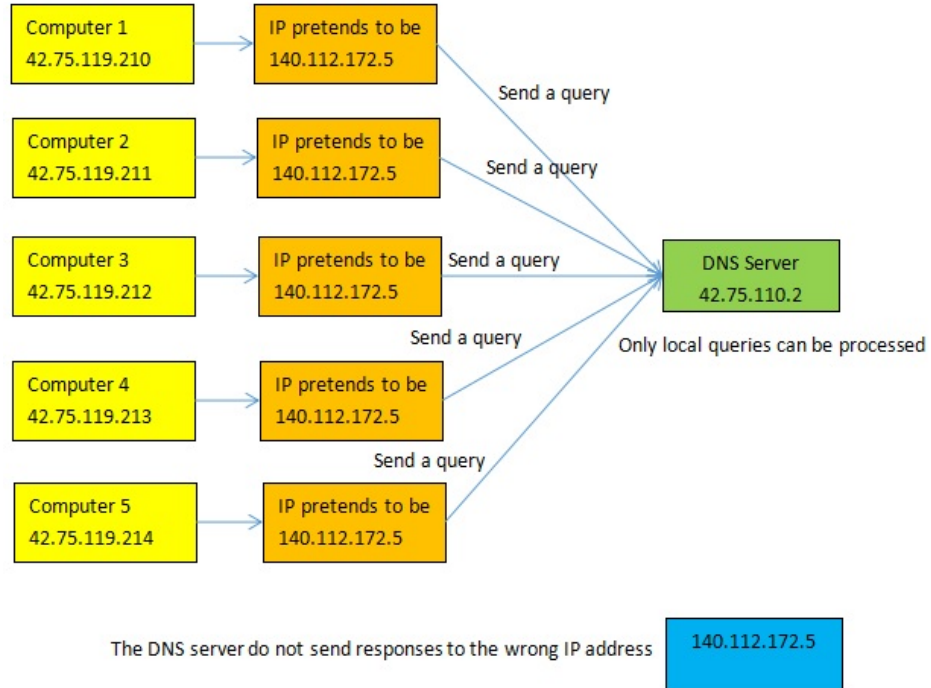 Computer 1
42.75.119.210
IP pretends to be
140.112.172.5
Send a query
Computer 2
42.75.119.211
IP pretends to be
140.112.172.5
Send a query
Computer 3
42.75.119.212
IP pretends to be
140.112.172.5
Send a query
DNS Server
42.75.110.2
Only local queries can be processed
Computer 4
42.75.119.213
IP pretends to be
140.112.172.5
Send a query
Computer 5
42.75.119.214
IP pretends to be
140.112.172.5
Send a query
The DNS server do not send responses to the wrong IP address
140.112.172.5